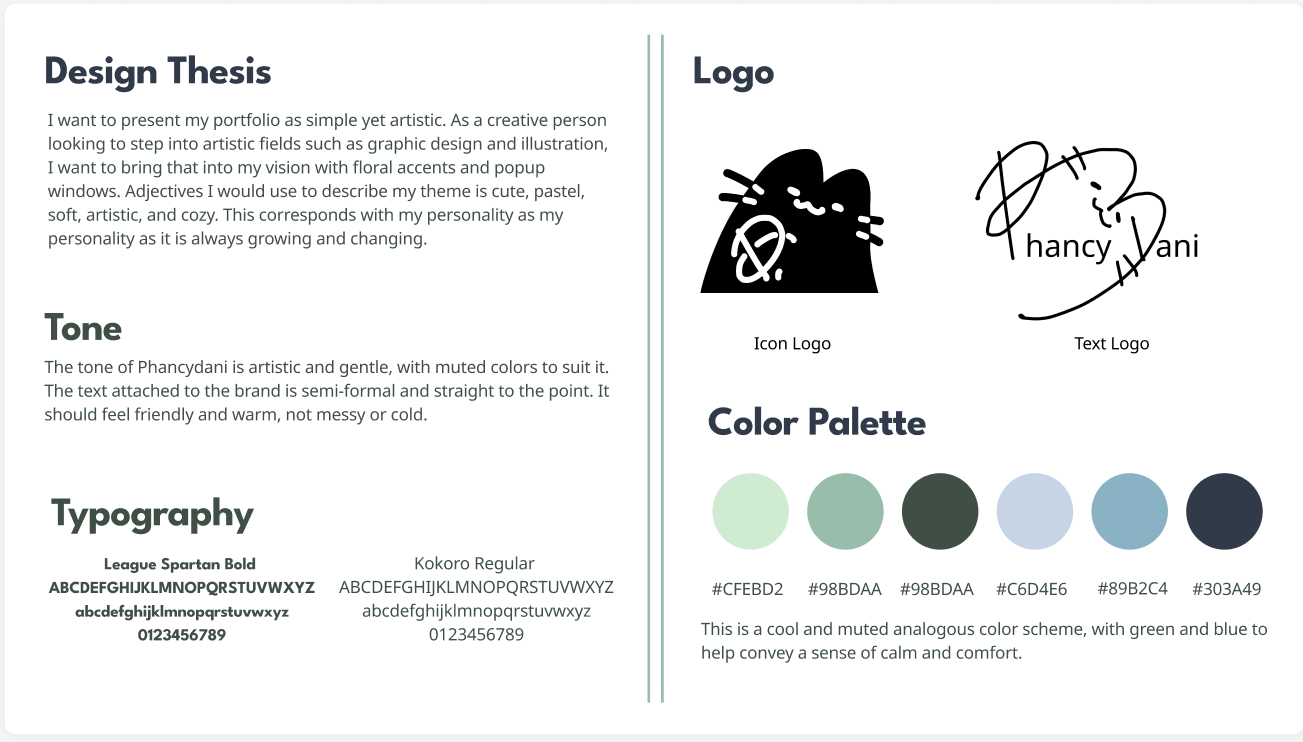 Design Thesis
I want to present my portfolio as simple yet artistic. As a creative person
looking to step into artistic fields such as graphic design and illustration,
I want to bring that into my vision with floral accents and popup
windows. Adjectives I would use to describe my theme is cute, pastel,
soft, artistic, and cozy. This corresponds with my personality as my
personality as it is always growing and changing.
Tone
The tone of Phancydani is artistic and gentle, with muted colors to suit it.
The text attached to the brand is semi-formal and straight to the point. It
should feel friendly and warm, not messy or cold.
Typography
League Spartan Bold
ABCDEFGHIJKLMNOPQRSTUVWXYZ
abcdefghijklmnopqrstuvwxyz
0123456789
Kokoro Regular
ABCDEFGHIJKLMNOPQRSTUVWXYZ
abcdefghijklmnopqrstuvwxyz
0123456789
Logo
Phancy Dani
Icon Logo
Text Logo
Color Palette
#CFEBD2 #98BDAA #98BDAA #C6D4E6 #89B2C4 #303A49
This is a cool and muted analogous color scheme, with green and blue to
help convey a sense of calm and comfort.